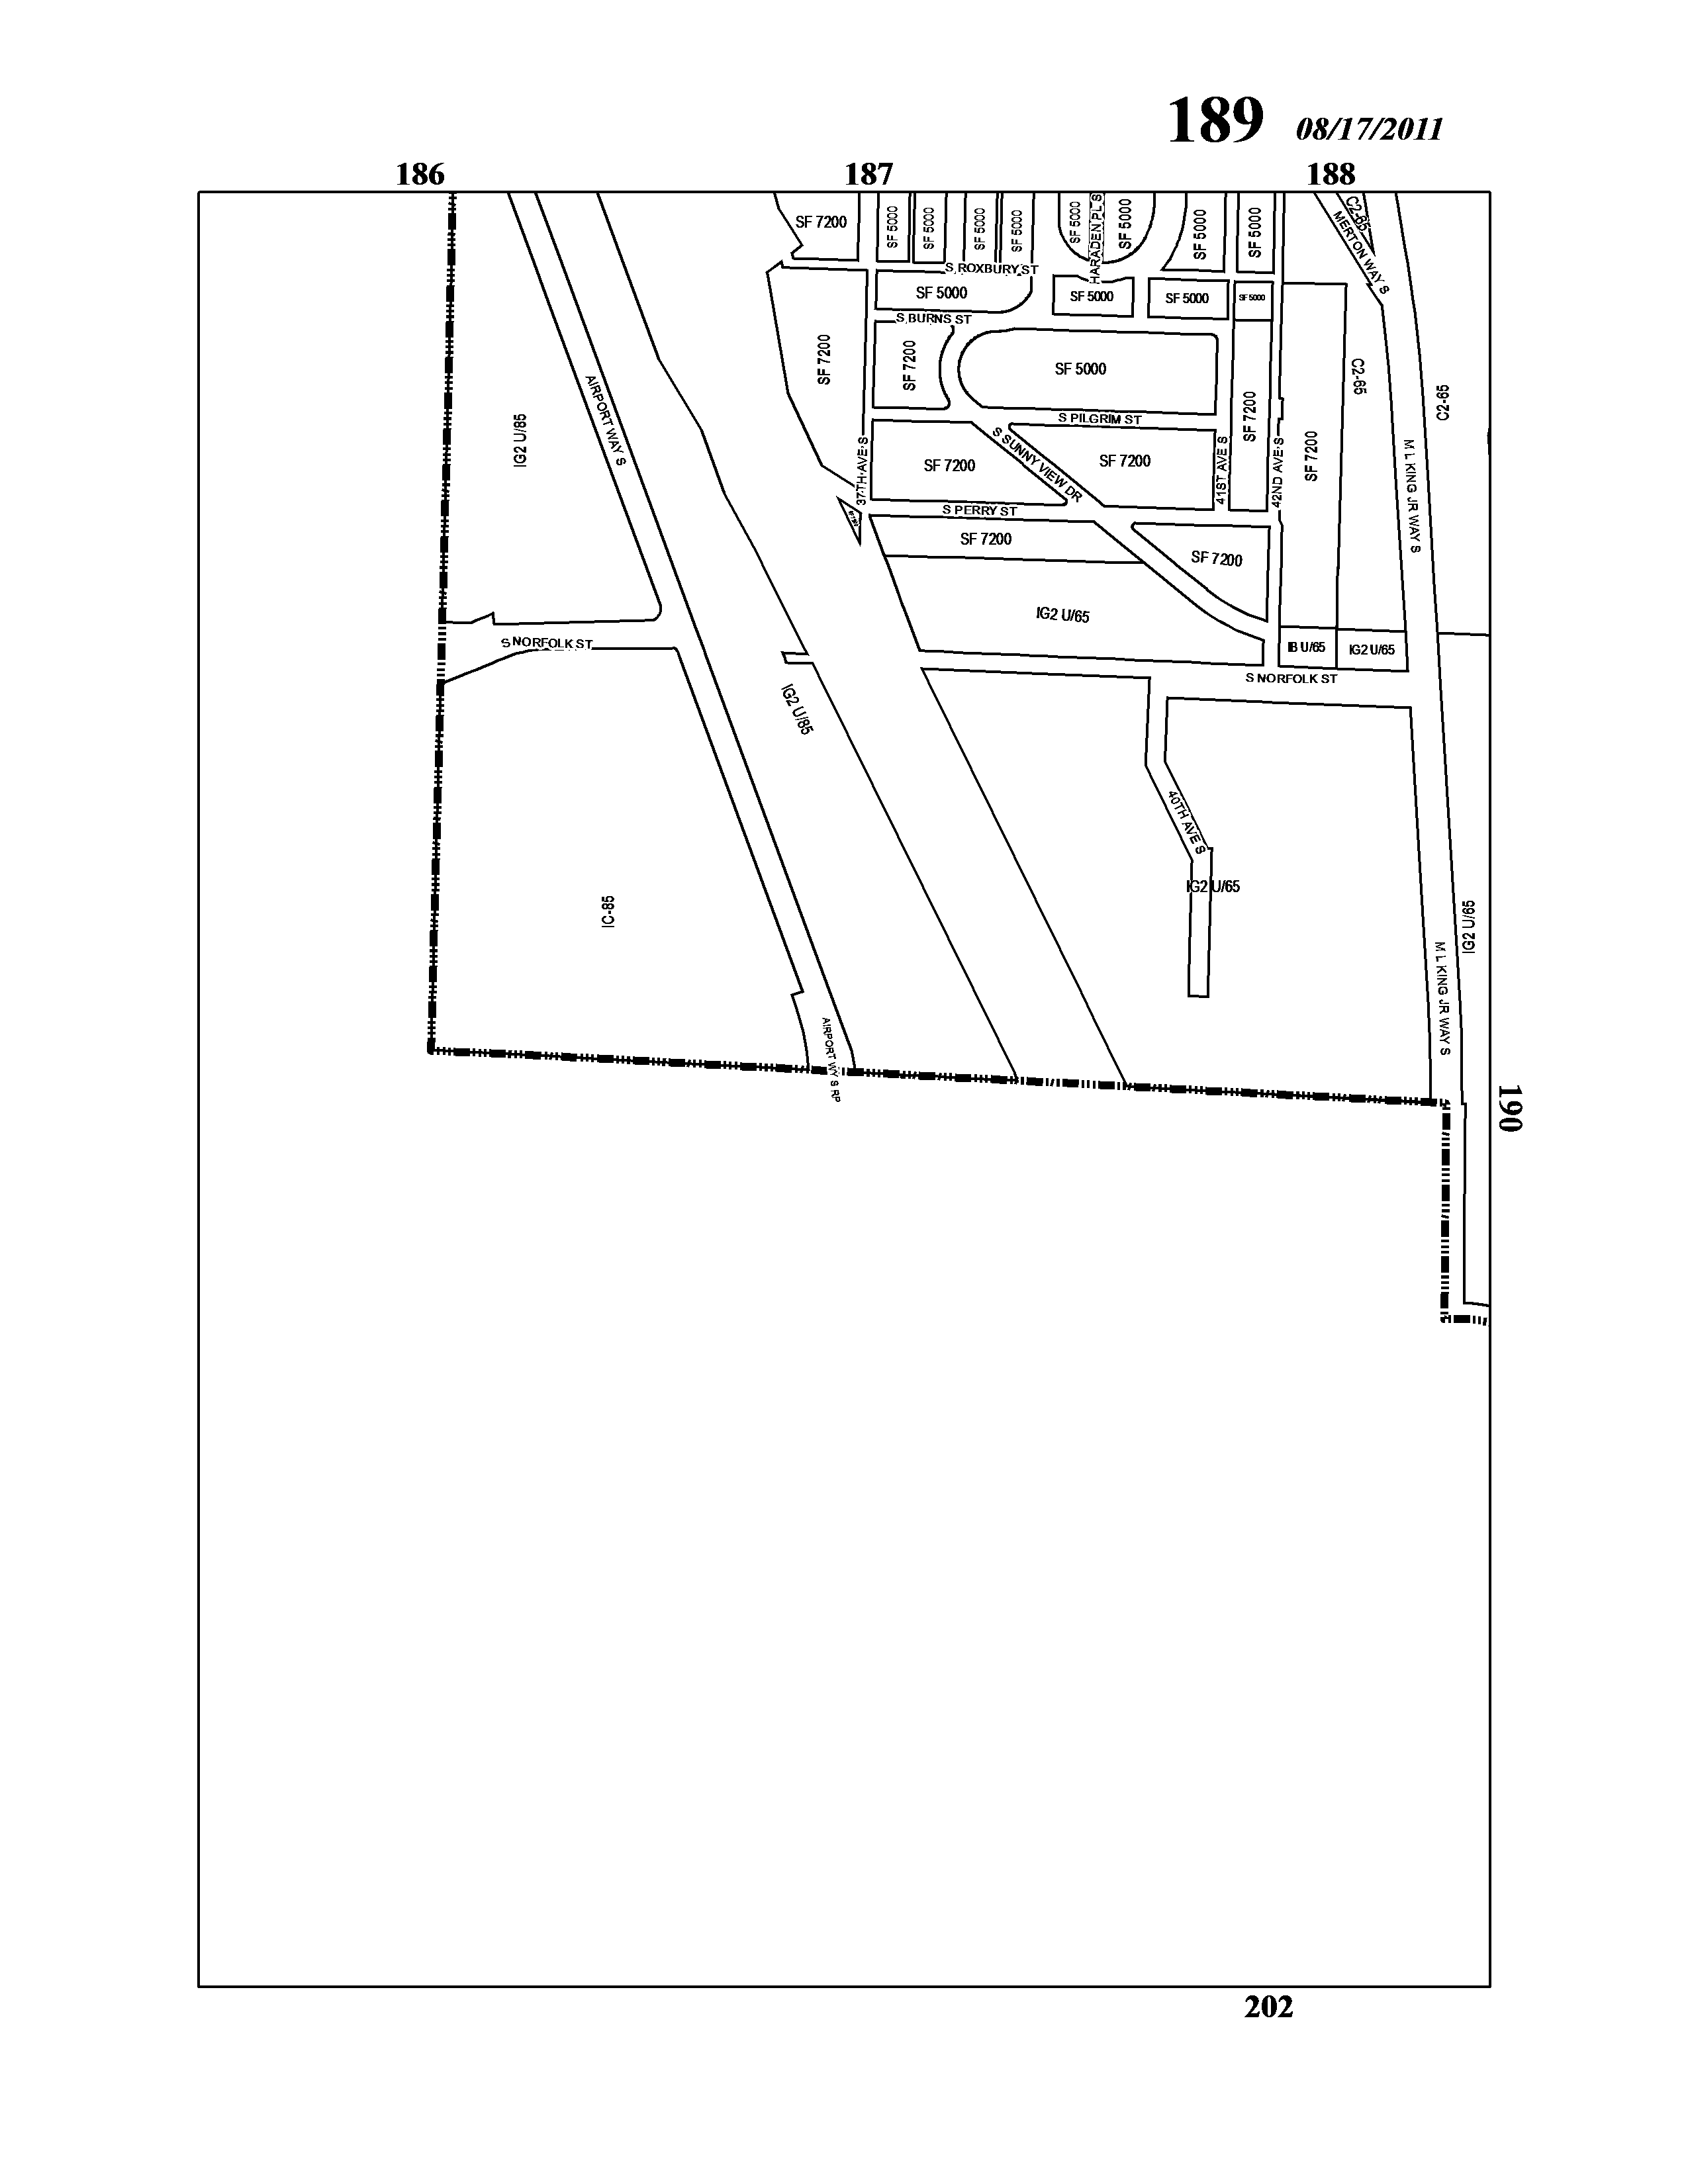 189 08/17/2011
186 187 188
SF 7200
SF 5000
SF 5000
SF 5000
SF 5000
SF 5000
HARADEN PL S
SF 5000
SF 5000
SF 5000
C2-65
MERTON WAY S
S ROXBURY ST
SF 5000
SF 5000
SF 5000
SF 5000
S BURNS ST
SF 7200
SF 7200
SF 5000
C2-65
C2-65
AIRPORT WAY S
IG2 U/85
S PILGRIM ST
SF 7200
37TH AVE S
SF 7200
S SUNNY VIEW DR
SF 7200
41ST AVE S
42ND AVE S
SF 7200
M L KING JR WAY S
S PERRY ST
SF 7200
SF 7200
IG2 U/65
S NORFOLK ST
IB U/65
IG2 U/65
S NORFOLK ST
IG2 U/85
40TH AVE S
IG2 U/65
IC-85
IG2 U/65
M L KING JR WAY S
AIRPORT WY S RP
190
202